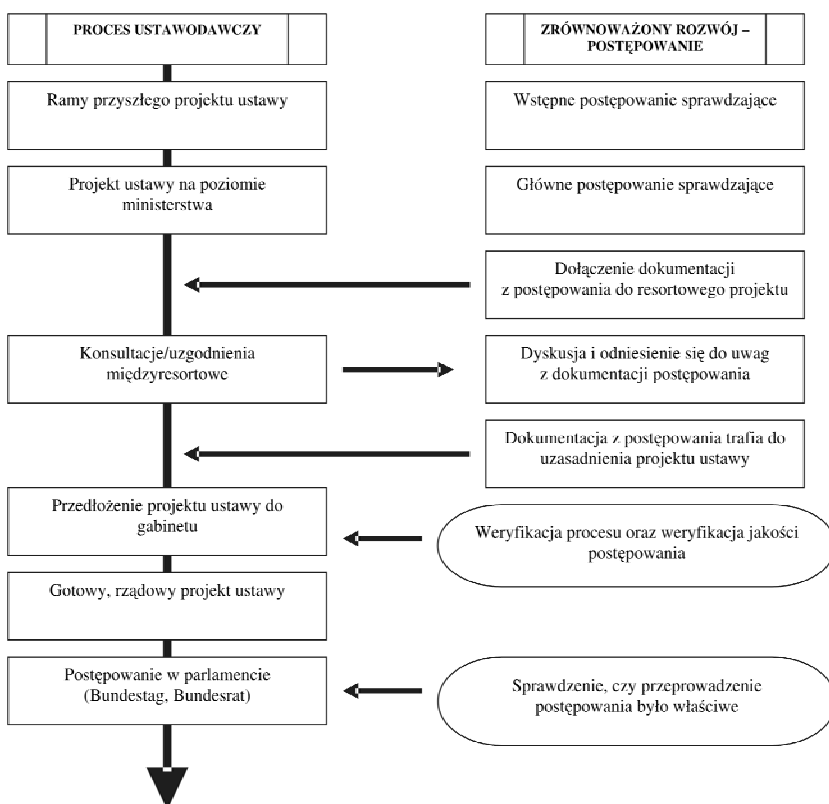 PROCES USTAWODAWCZY
ZRÓWNOWAŻONY ROZWÓJ –
POSTĘPOWANIE
Ramy przyszłego projektu ustawy
Wstępne postępowanie sprawdzające
Projekt ustawy na poziomie
ministerstwa
Główne postępowanie sprawdzające
Dołączenie dokumentacji
z postępowania do resortowego projektu
Konsultacje/uzgodnienia
międzyresortowe
Dyskusja i odniesienie się do uwag
z dokumentacji postępowania
Dokumentacja z postępowania trafia do
uzasadnienia projektu ustawy
Przedłożenie projektu ustawy do
gabinetu
Weryfikacja procesu oraz weryfikacja jakości
postępowania
Gotowy, rządowy projekt ustawy
Postępowanie w parlamencie
(Bundestag, Bundesrat)
Sprawdzenie, czy przeprowadzenie
postępowania było właściwe